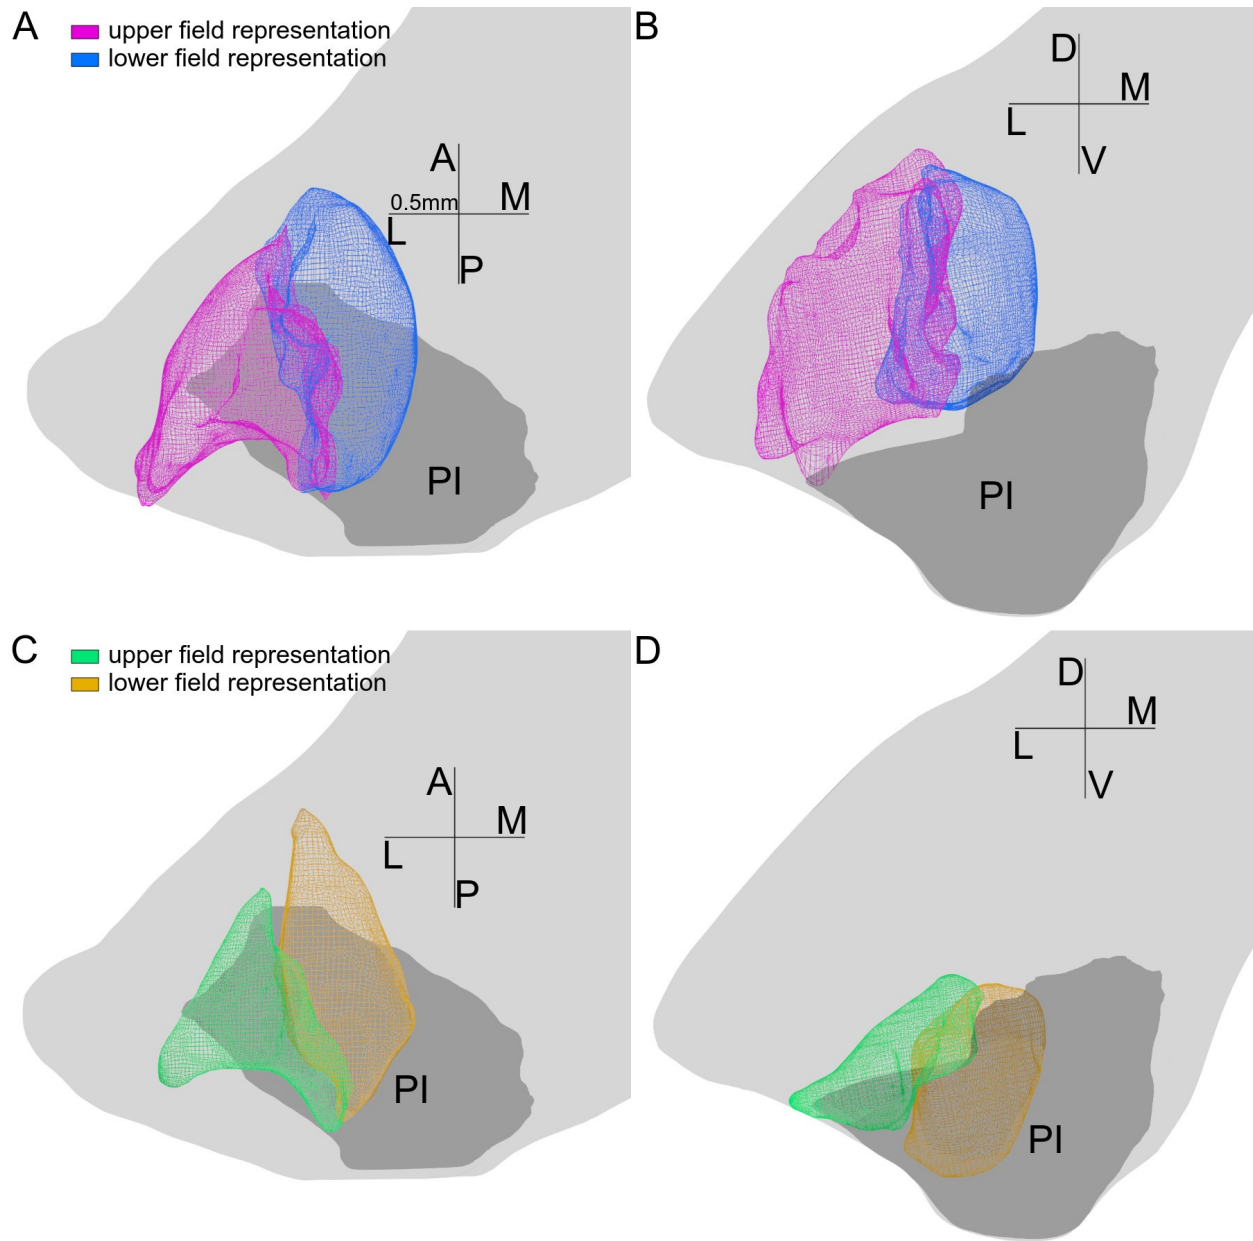 A
upper field representation
lower field representation
A
0.5mm
M
L
P
PI
B
D
M
L
V
PI
C
upper field representation
lower field representation
A
M
L
P
PI
D
D
M
L
V
PI